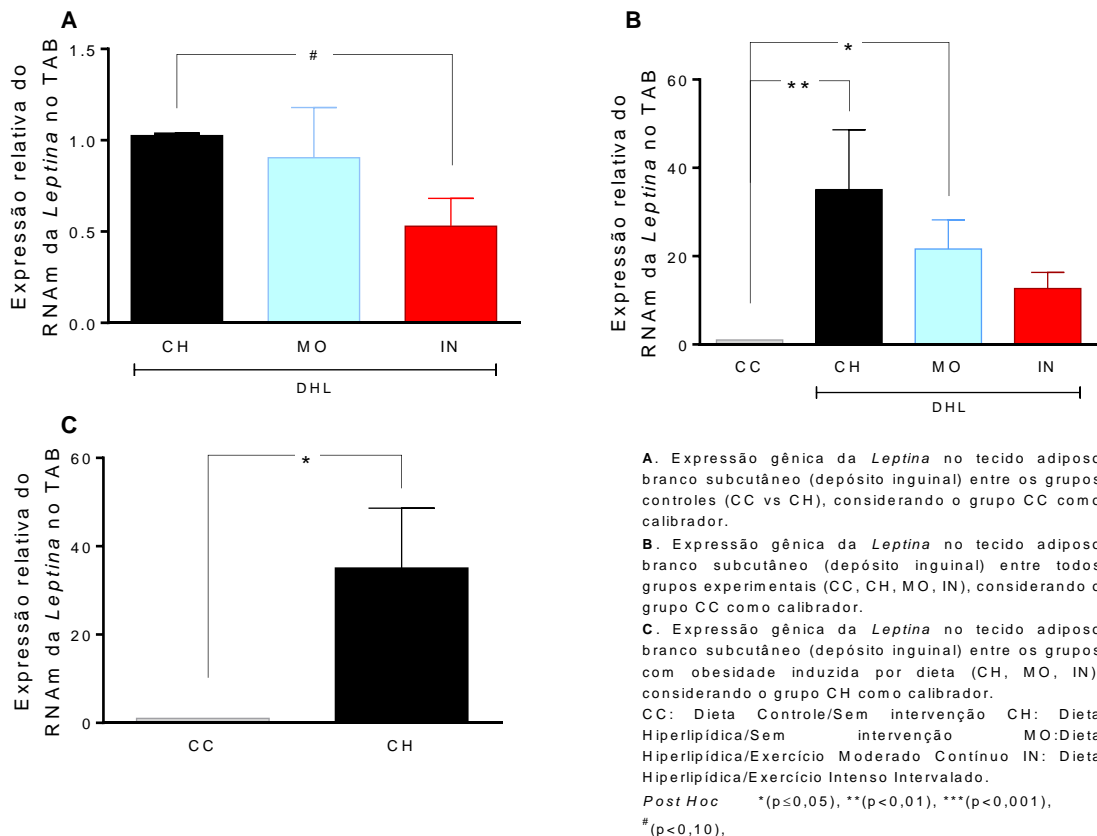 A
Expressão relativa do
RNAm da Leptina no TAB
1.5
1.0
0.5
0.0
#
CH
MO
IN
DHL
B
Expressão relativa do
RNAm da Leptina no TAB
60
40
20
0
*
**
CC
CH
MO
IN
DHL
C
Expressão relativa do
RNAm da Leptina no TAB
60
40
20
0
*
CC
CH
A. Expressão gênica da Leptina no tecido adiposo
branco subcutâneo (depósito inguinal) entre os grupos
controles (CC vs CH), considerando o grupo CC como
calibrador.
B. Expressão gênica da Leptina no tecido adiposo
branco subcutâneo (depósito inguinal) entre todos
grupos experimentais (CC, CH, MO, IN), considerando o
grupo CC como calibrador.
C. Expressão gênica da Leptina no tecido adiposo
branco subcutâneo (depósito inguinal) entre os grupos
com obesidade induzida por dieta (CH, MO, IN)
considerando o grupo CH como calibrador.
CC: Dieta Controle/Sem intervenção CH: Dieta
Hiperlipídica/Sem intervenção MO:Dieta
Hiperlipídica/Exercício Moderado Contínuo IN: Dieta
Hiperlipídica/Exercício Intenso Intervalado.
Post Hoc *(p≤0,05), **(p<0,01), ***(p<0,001),
#(p<0,10),